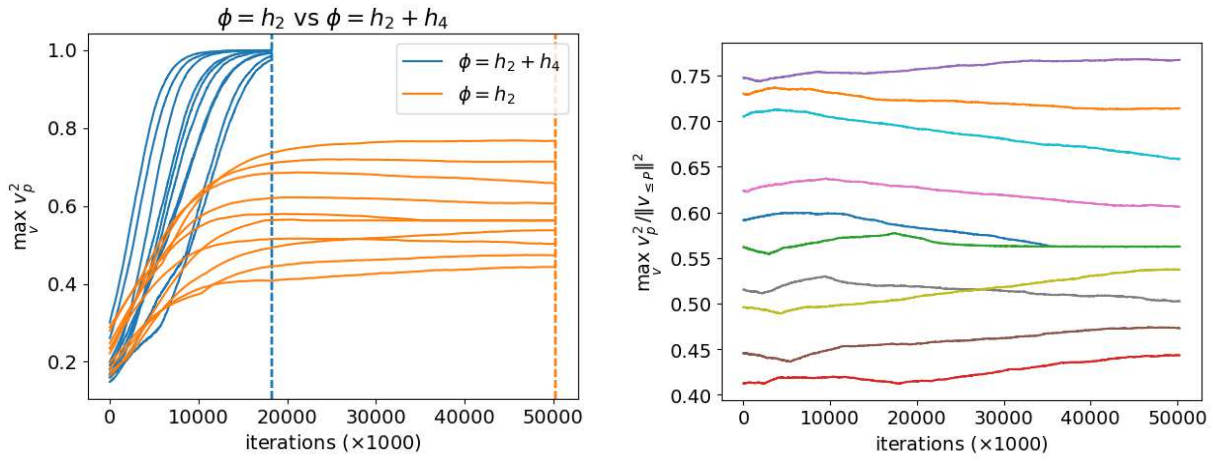 ϕ = h₂ vs ϕ = h₂ + h₄
1.0
0.8
0.6
0.4
0.2
max v_p²
v
ϕ = h₂ + h₄
ϕ = h₂
0 10000 20000 30000 40000 50000
iterations (×1000)
0.75
0.70
0.65
0.60
0.55
0.50
0.45
0.40
max v_p²/‖v_≤P‖²
v
0 10000 20000 30000 40000 50000
iterations (×1000)